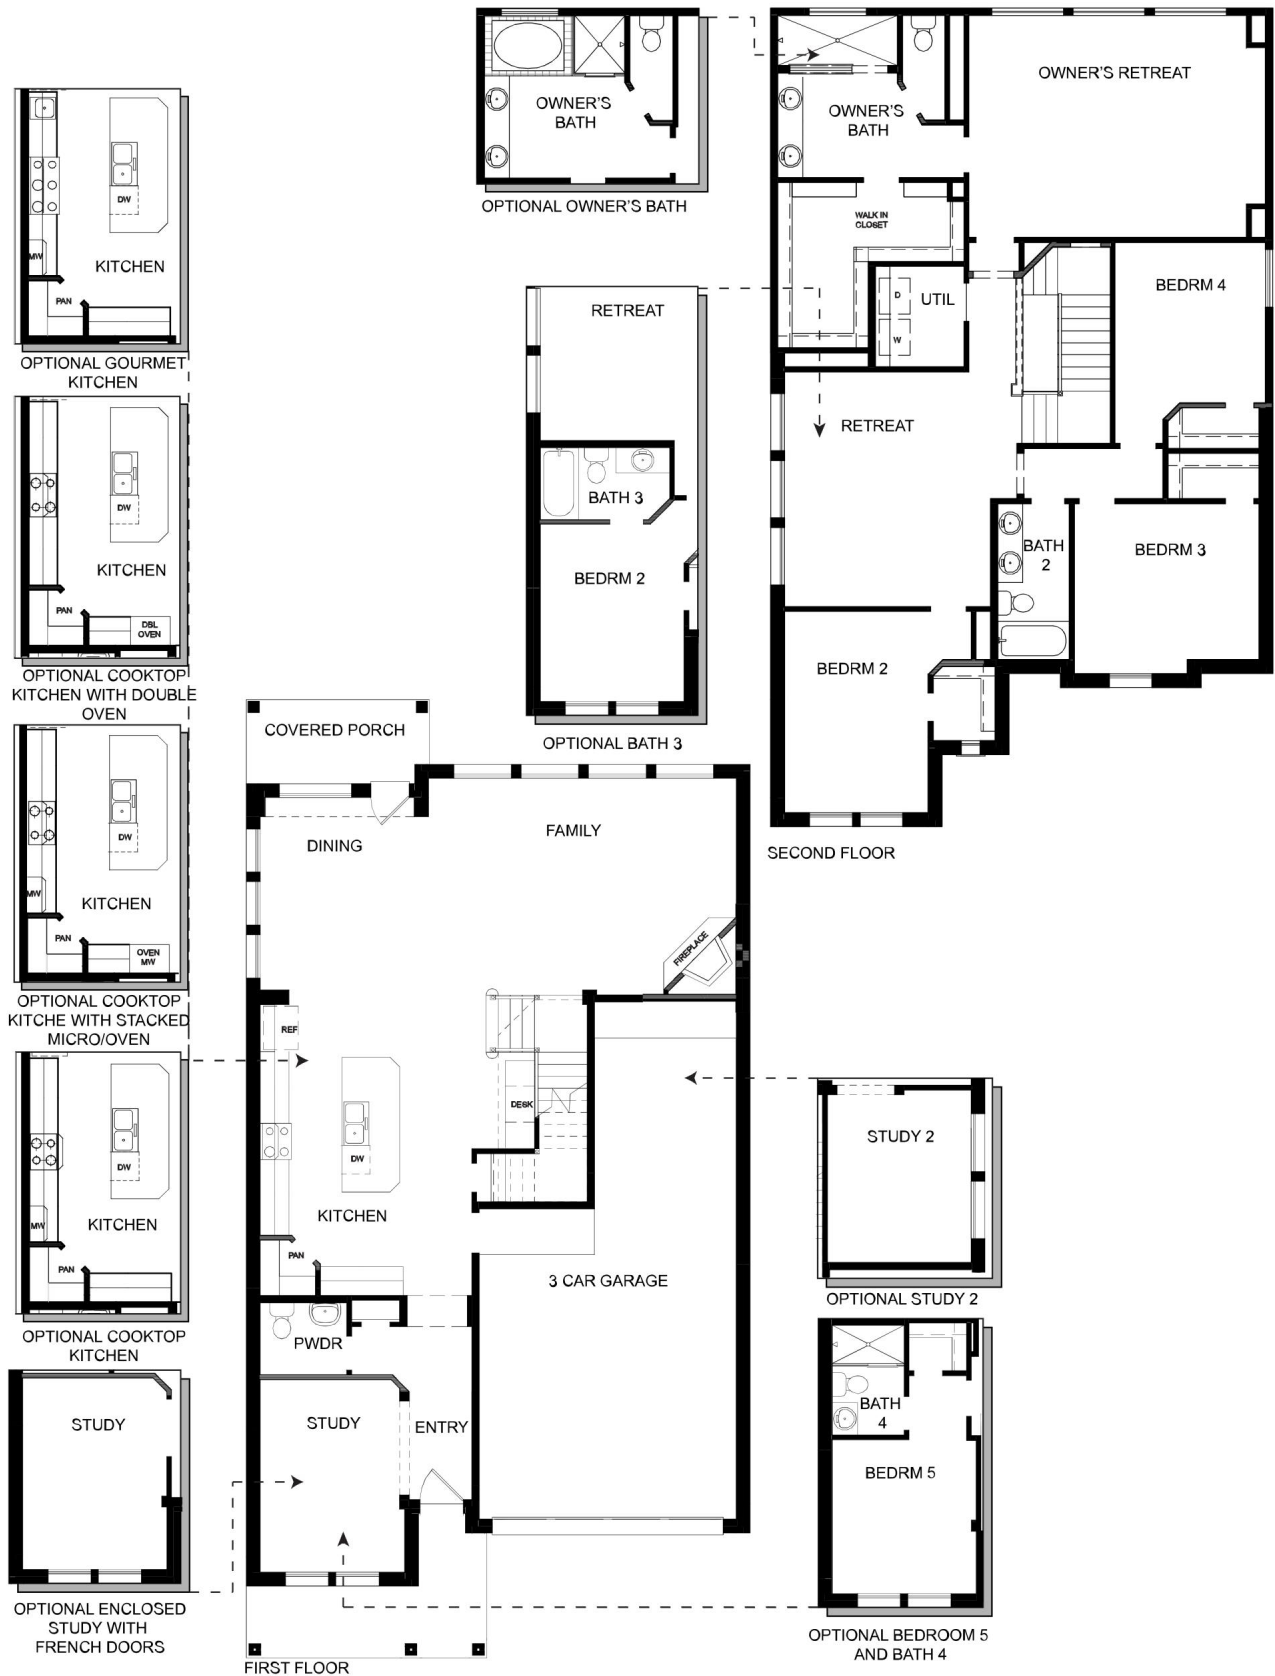 OWNER'S
BATH
OPTIONAL OWNER'S BATH
OWNER'S RETREAT
OWNER'S
BATH
WALK IN
CLOSET
D
W
UTIL
BEDRM 4
RETREAT
BATH
2
BEDRM 3
BEDRM 2
SECOND FLOOR
RETREAT
BATH 3
BEDRM 2
OPTIONAL BATH 3
DW
MW
KITCHEN
PAN
OPTIONAL GOURMET
KITCHEN
DW
KITCHEN
PAN
DBL
OVEN
OPTIONAL COOKTOP
KITCHEN WITH DOUBLE
OVEN
DW
MW
KITCHEN
PAN
OVEN
MW
OPTIONAL COOKTOP
KITCHE WITH STACKED
MICRO/OVEN
DW
MW
KITCHEN
PAN
OPTIONAL COOKTOP
KITCHEN
STUDY
OPTIONAL ENCLOSED
STUDY WITH
FRENCH DOORS
COVERED PORCH
DINING
FAMILY
FIREPLACE
REF
DESK
DW
KITCHEN
PAN
3 CAR GARAGE
PWDR
STUDY
ENTRY
FIRST FLOOR
STUDY 2
OPTIONAL STUDY 2
BATH
4
BEDRM 5
OPTIONAL BEDROOM 5
AND BATH 4